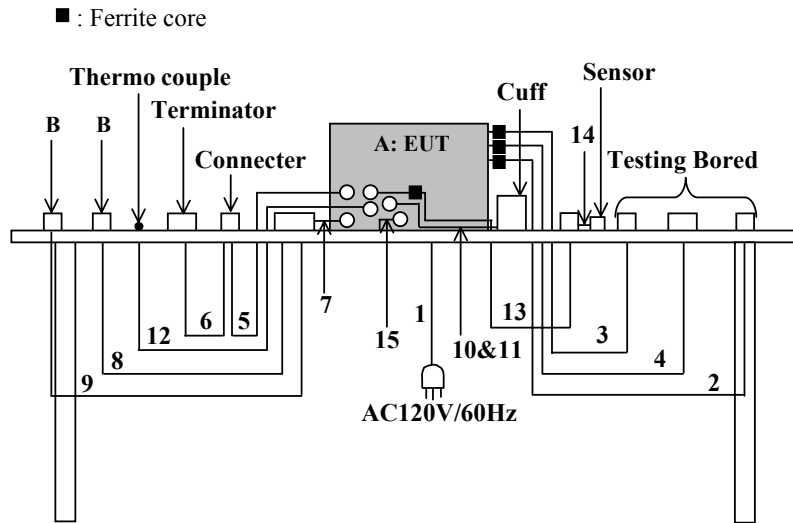 ■ : Ferrite core
Thermo couple
Sensor
Cuff
Terminator
B
B
14
A: EUT
Connecter
Testing Bored
7
1
13
6
5
3
12
15
10&11
8
4
9
2
AC120V/60Hz